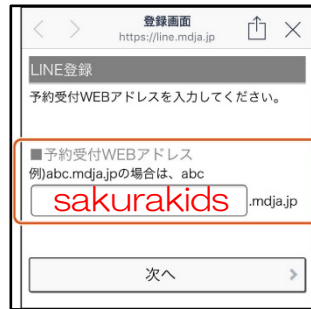 登録画面
https://line.mdja.jp
LINE登録
予約受付WEBアドレスを入力してください。
■予約受付WEBアドレス
例)abc.mdja.jpの場合は、abc
sakurakids .mdja.jp
次へ